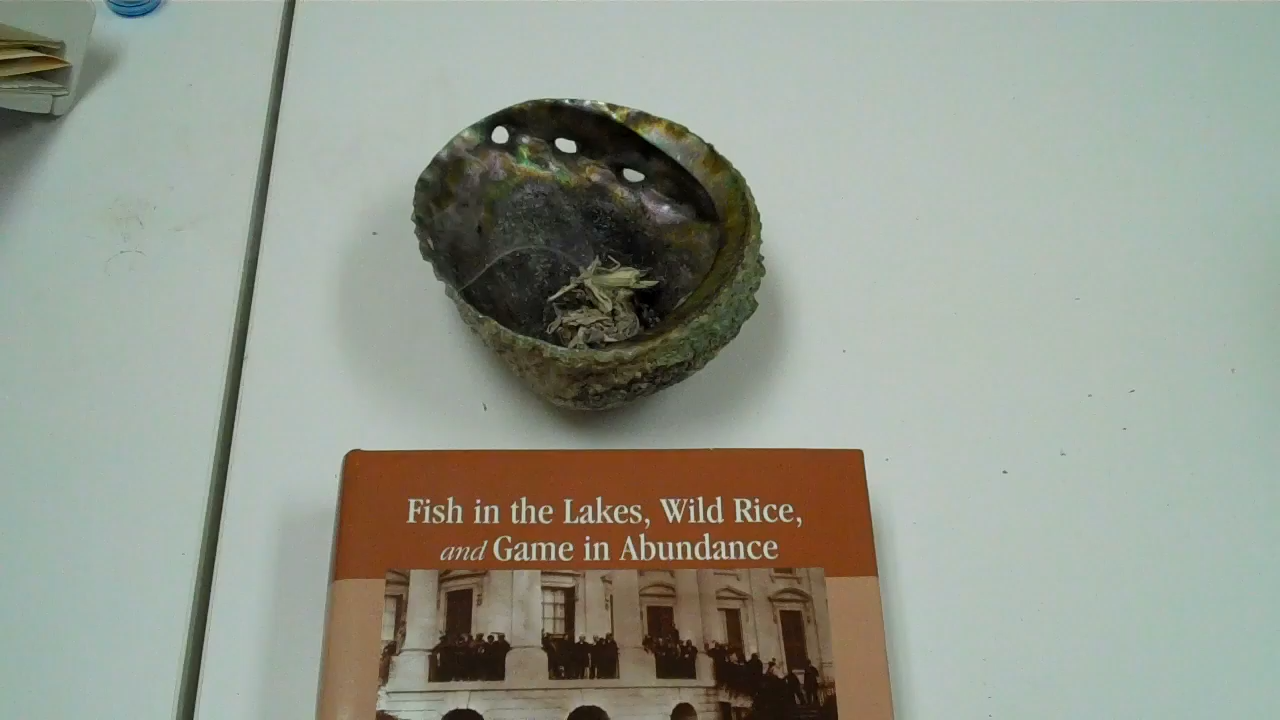 Fish in the Lakes, Wild Rice,
and Game in Abundance